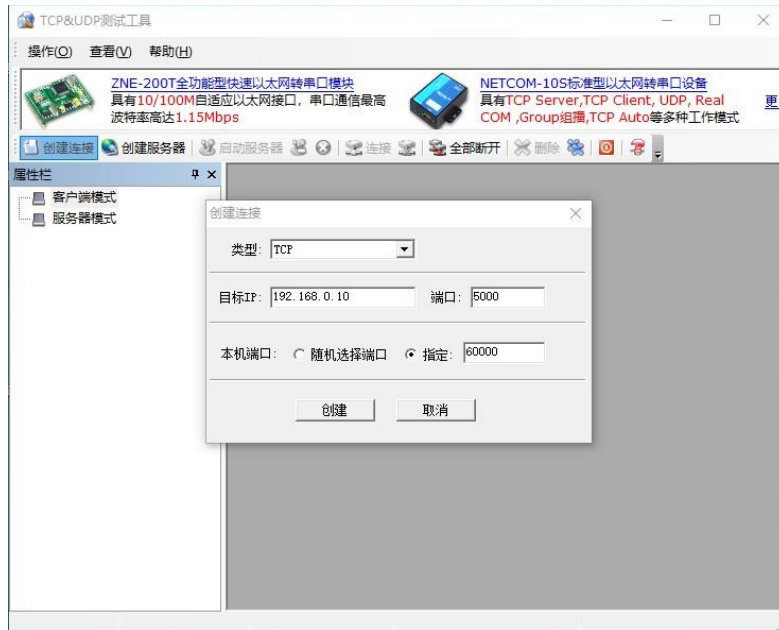 TCP&UDP测试工具
操作(O) 查看(V) 帮助(H)
ZNE-200T全功能型快速以太网转串口模块
具有10/100M自适应以太网接口，串口通信最高
波特率高达1.15Mbps
NETCOM-10S标准型以太网转串口设备
具有TCP Server,TCP Client, UDP, Real
COM ,Group组播,TCP Auto等多种工作模式
更
创建连接 创建服务器 启动服务器 连接 全部断开 删除
属性栏
客户端模式
服务器模式
创建连接
类型: TCP
目标IP: 192.168.0.10 端口: 5000
本机端口: 随机选择端口 指定: 60000
创建 取消